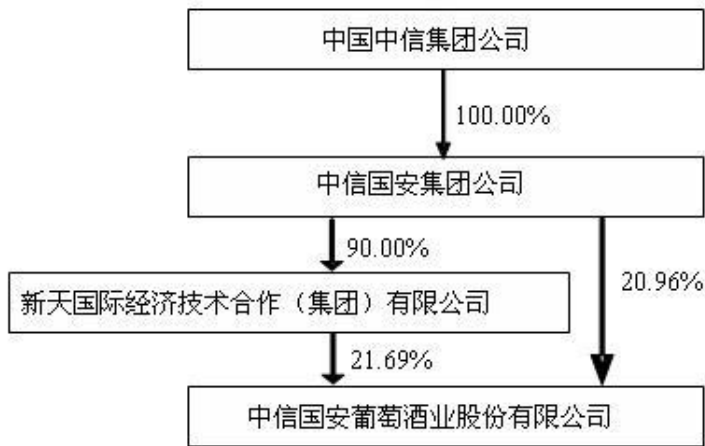 中国中信集团公司
100.00%
中信国安集团公司
90.00%
20.96%
新天国际经济技术合作（集团）有限公司
21.69%
中信国安葡萄酒业股份有限公司